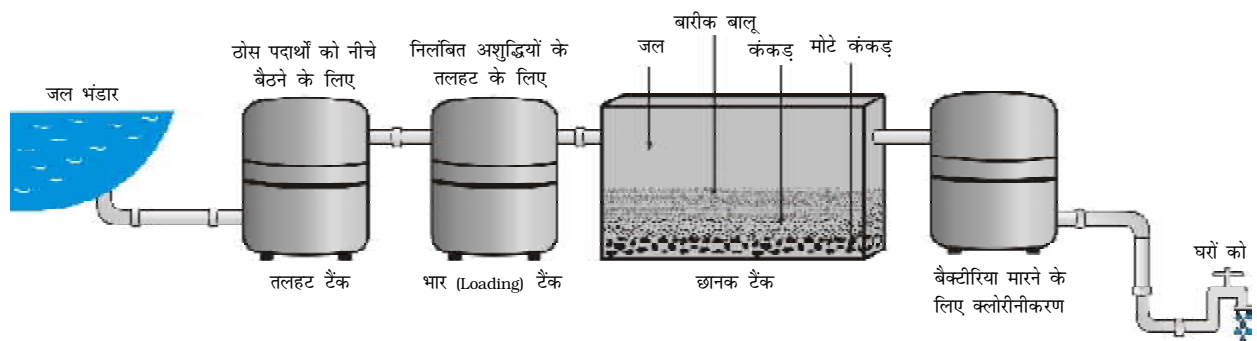 बारीक बालू
ठोस पदार्थों को नीचे
बैठने के लिए
निलंबित अशुद्धियों के
तलहट के लिए
जल
कंकड़
मोटे कंकड़
जल भंडार
तलहट टैंक
भार (Loading) टैंक
छानक टैंक
बैक्टीरिया मारने के
लिए क्लोरीनीकरण
घरों को